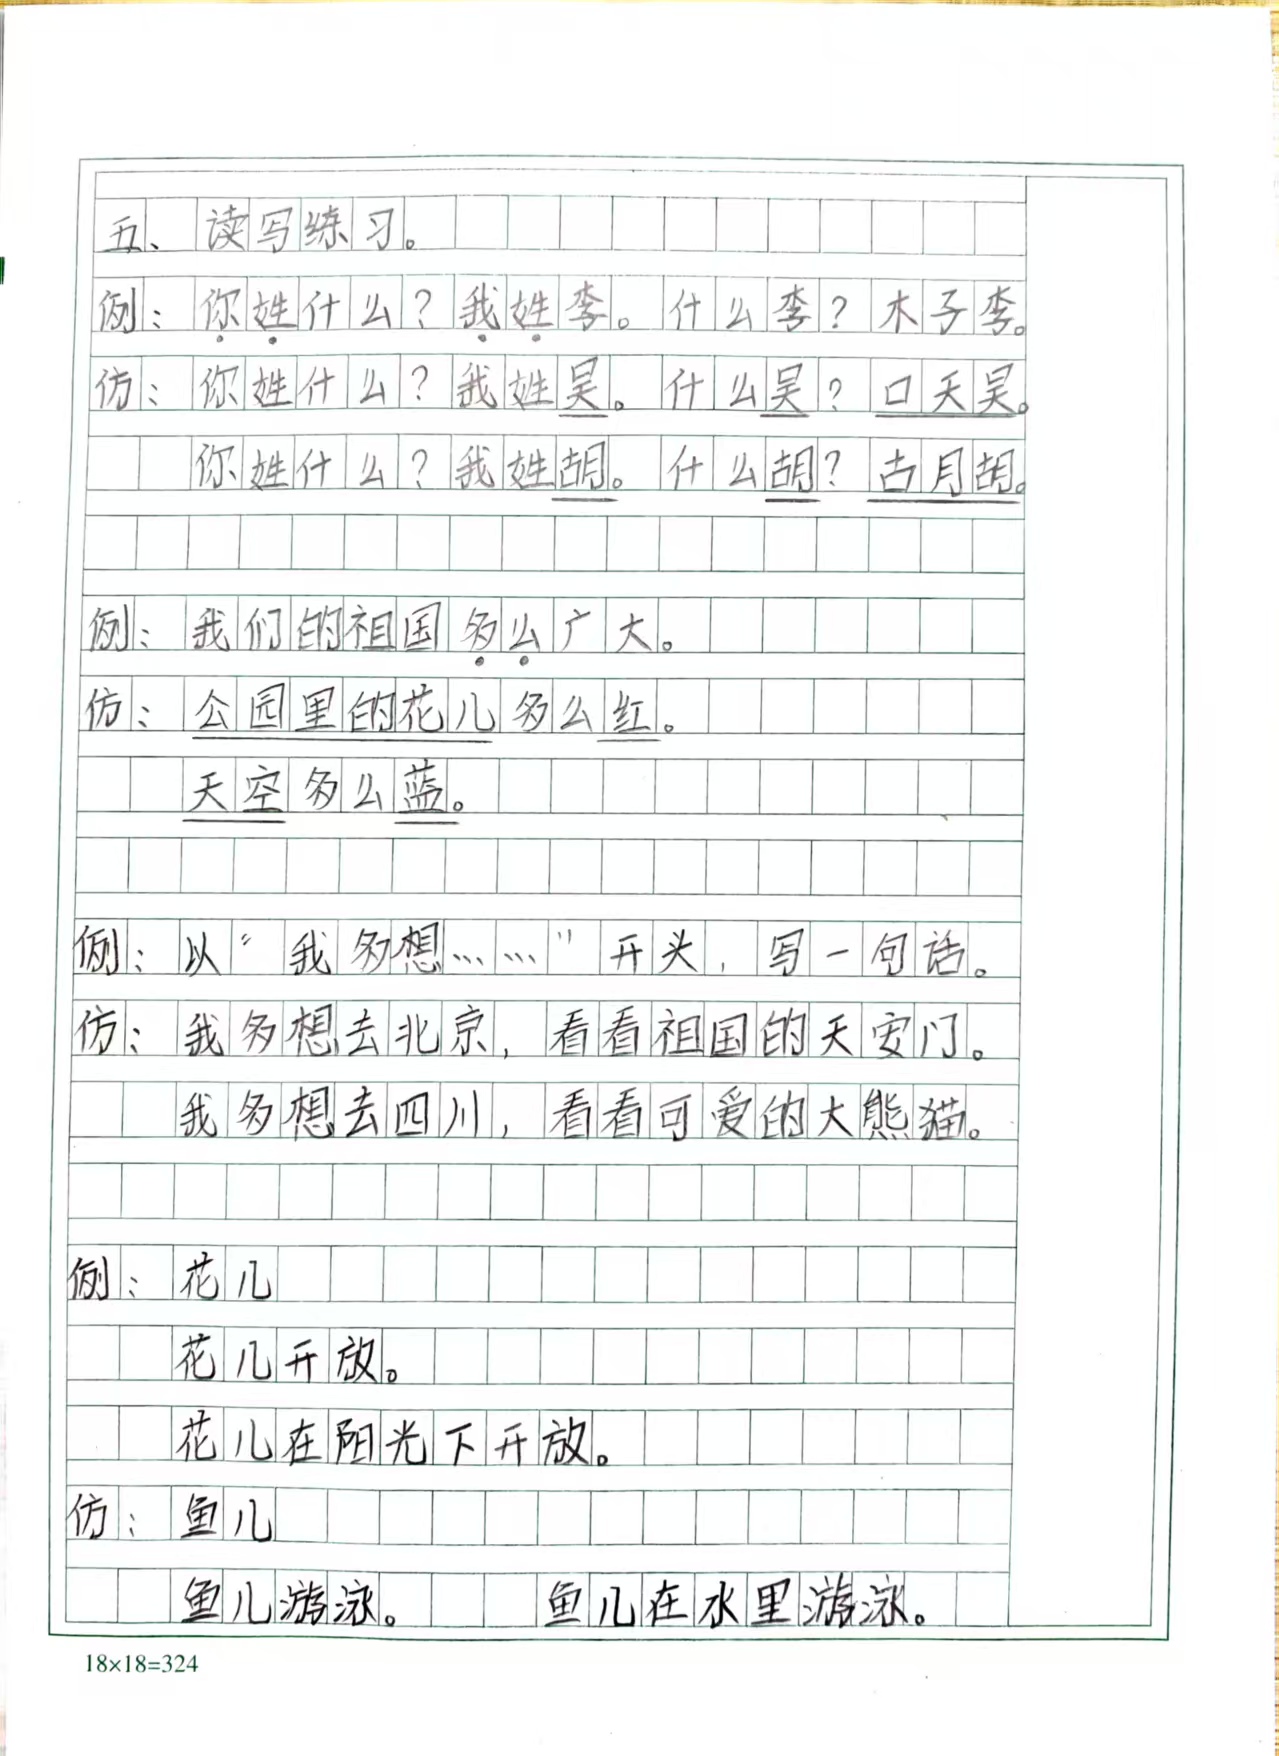 五、读写练习。
例：你姓什么？我姓李。什么李？木子李。
仿：你姓什么？我姓吴。什么吴？口天吴。
你姓什么？我姓胡。什么胡？古月胡。
例：我们的祖国多么广大。
仿：公园里的花儿多么红。
天空多么蓝。
例：以“我多想……”开头，写一句话。
仿：我多想去北京，看看祖国的天安门。
我多想去四川，看看可爱的大熊猫。
例：花儿
花儿开放。
花儿在阳光下开放。
仿：鱼儿
鱼儿游泳。 鱼儿在水里游泳。
18×18=324